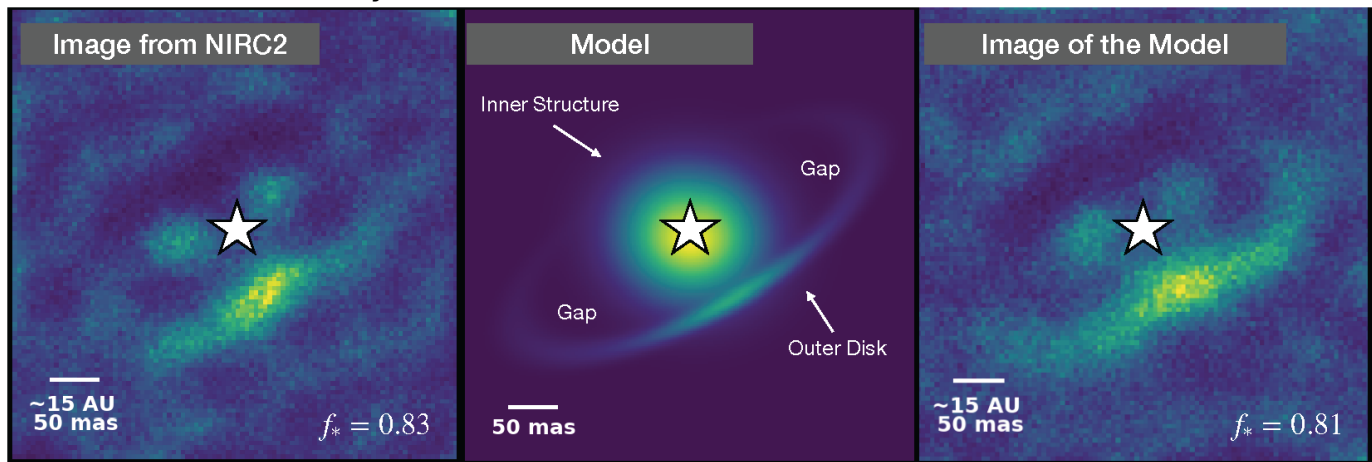 Image from NIRC2
Model
Image of the Model
Inner Structure
Gap
Gap
Outer Disk
~15 AU
50 mas
f* = 0.83
50 mas
~15 AU
50 mas
f* = 0.81